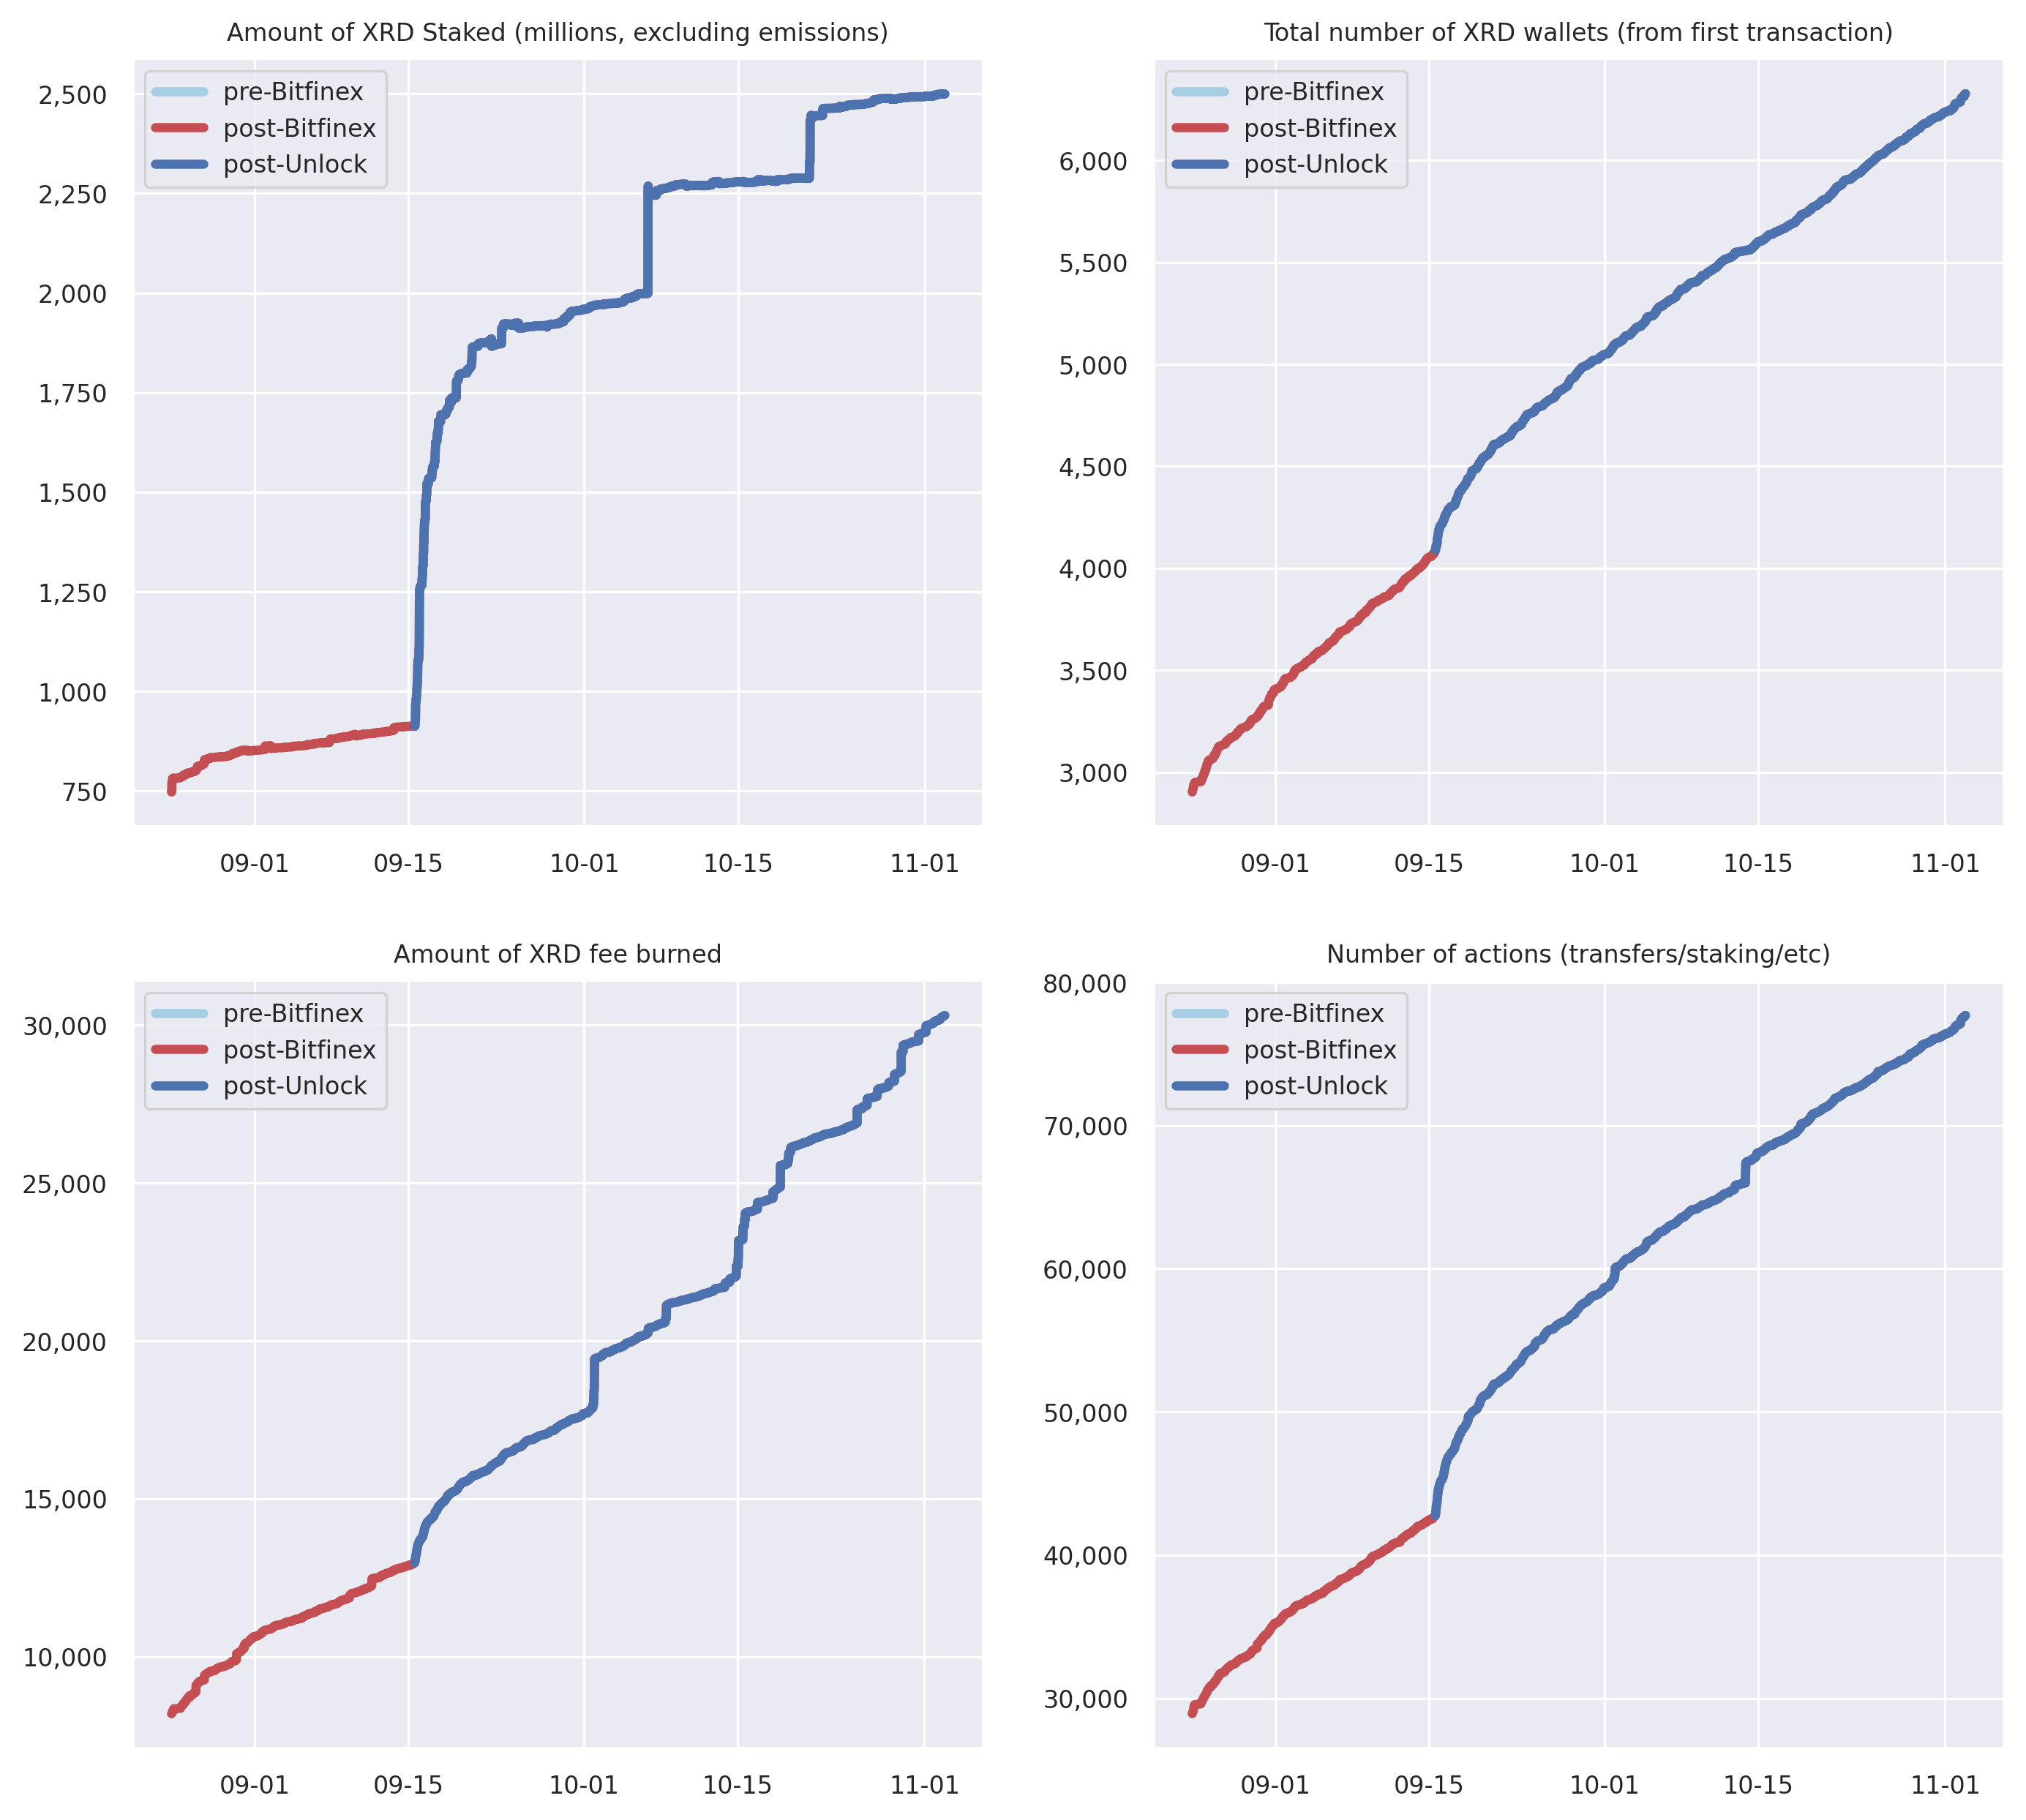 Amount of XRD Staked (millions, excluding emissions)
pre-Bitfinex
post-Bitfinex
post-Unlock
2,500
2,250
2,000
1,750
1,500
1,250
1,000
750
09-01 09-15 10-01 10-15 11-01
Total number of XRD wallets (from first transaction)
pre-Bitfinex
post-Bitfinex
post-Unlock
6,000
5,500
5,000
4,500
4,000
3,500
3,000
09-01 09-15 10-01 10-15 11-01
Amount of XRD fee burned
pre-Bitfinex
post-Bitfinex
post-Unlock
30,000
25,000
20,000
15,000
10,000
09-01 09-15 10-01 10-15 11-01
Number of actions (transfers/staking/etc)
pre-Bitfinex
post-Bitfinex
post-Unlock
80,000
70,000
60,000
50,000
40,000
30,000
09-01 09-15 10-01 10-15 11-01